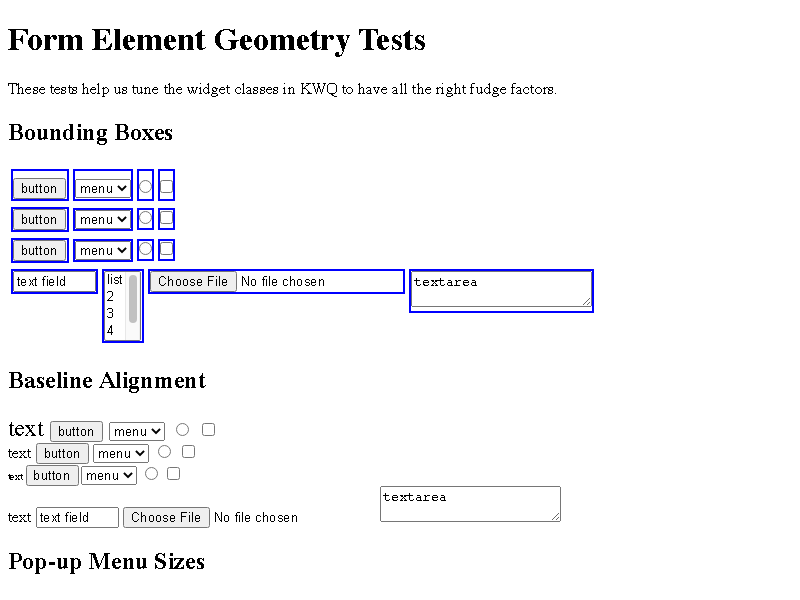 Form Element Geometry Tests
These tests help us tune the widget classes in KWQ to have all the right fudge factors.
Bounding Boxes
button menu
button menu
button menu
text field list 2 3 4 Choose File No file chosen textarea
Baseline Alignment
text button menu
text button menu
text button menu
textarea
text text field Choose File No file chosen
Pop-up Menu Sizes